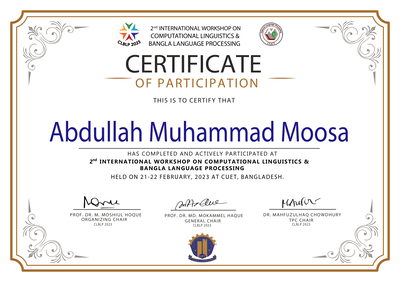 2nd INTERNATIONAL WORKSHOP ON
COMPUTATIONAL LINGUISTICS &
BANGLA LANGUAGE PROCESSING
CLBLP 2023
CERTIFICATE
OF PARTICIPATION
THIS IS TO CERTIFY THAT
Abdullah Muhammad Moosa
HAS COMPLETED AND ACTIVELY PARTICIPATED AT
2nd INTERNATIONAL WORKSHOP ON COMPUTATIONAL LINGUISTICS &
BANGLA LANGUAGE PROCESSING
HELD ON 21-22 FEBRUARY, 2023 AT CUET, BANGLADESH.
PROF. DR. M. MOSHIUL HOQUE
ORGANIZING CHAIR
CLBLP 2023
PROF. DR. MD. MOKAMMEL HAQUE
GENERAL CHAIR
CLBLP 2023
DR. MAHFUZULHAQ CHOWDHURY
TPC CHAIR
CLBLP 2023